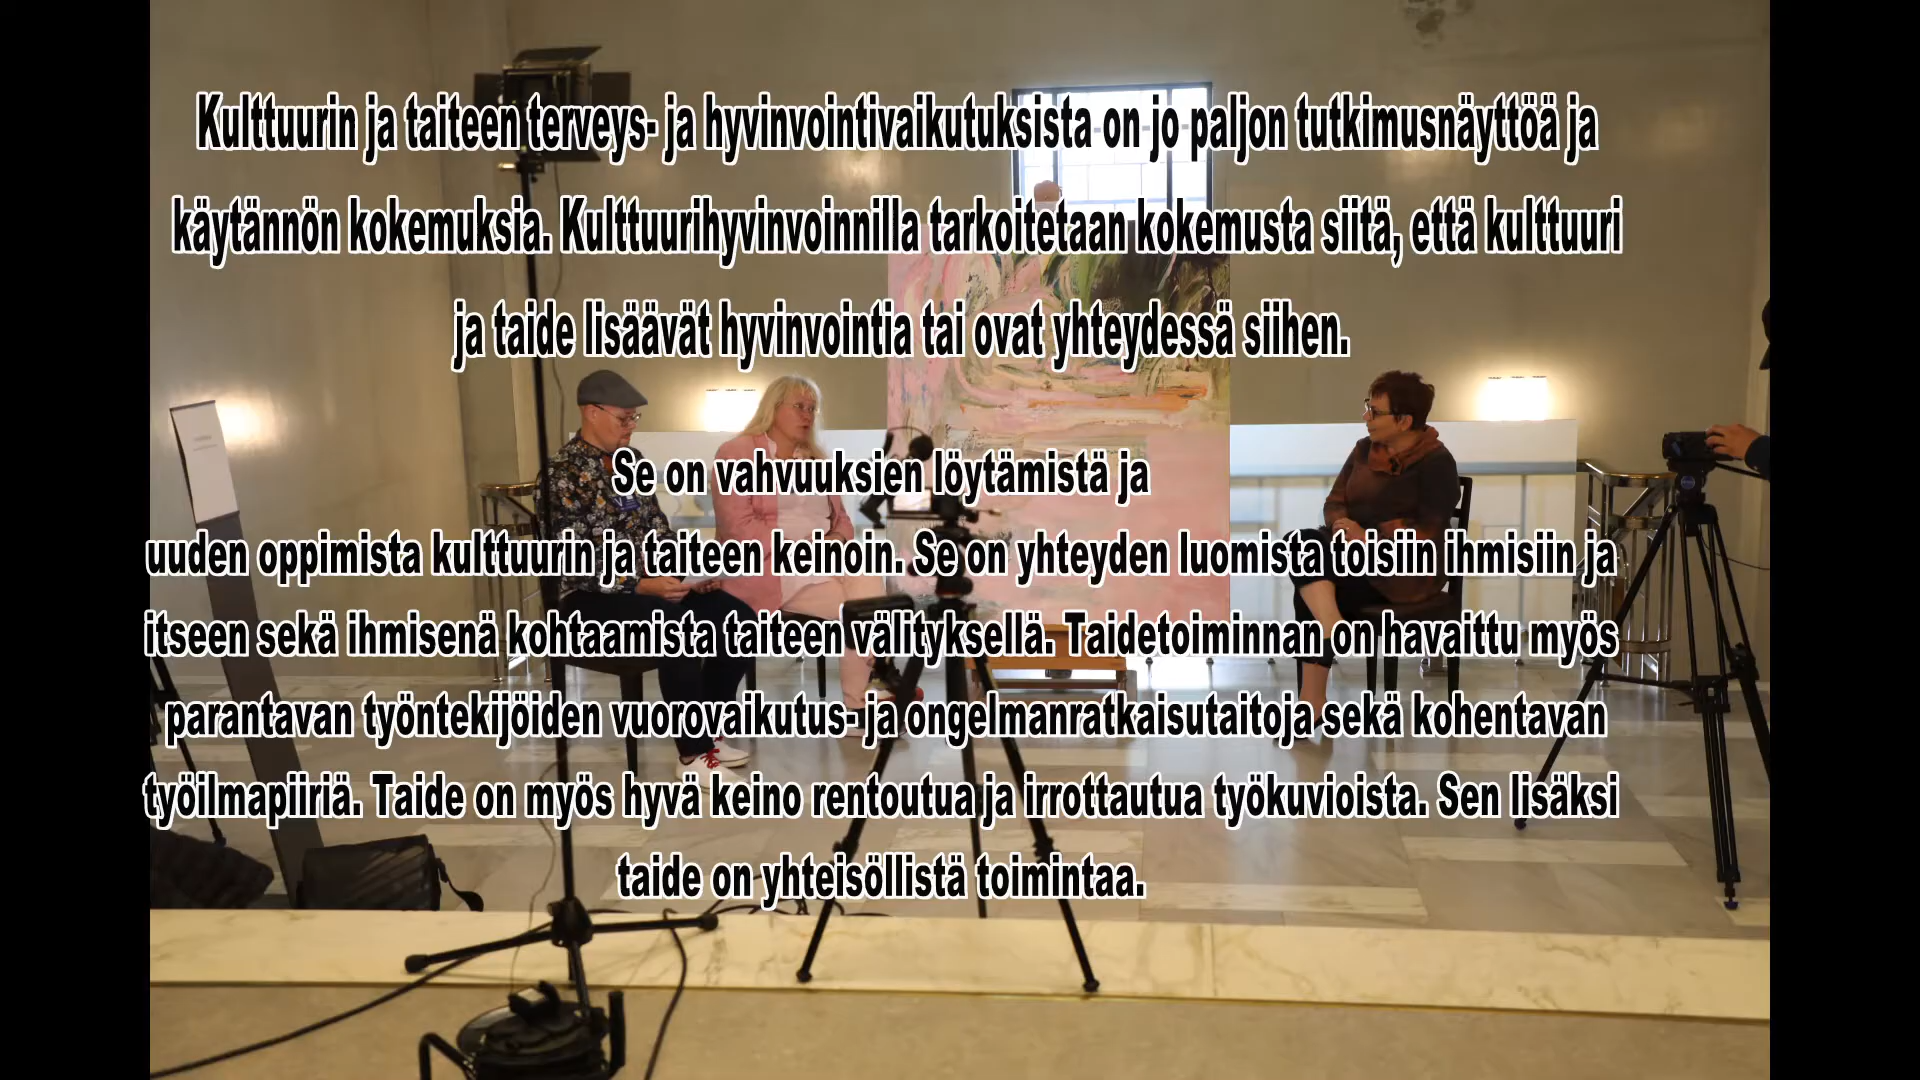 Kulttuurin ja taiteen terveys- ja hyvinvointivaikutuksista on jo paljon tutkimusnäyttöä ja
käytännön kokemuksia. Kulttuurihyvinvoinnilla tarkoitetaan kokemusta siitä, että kulttuuri
ja taide lisäävät hyvinvointia tai ovat yhteydessä siihen.
Se on vahvuuksien löytämistä ja
uuden oppimista kulttuurin ja taiteen keinoin. Se on yhteyden luomista toisiin ihmisiin ja
itseen sekä ihmisenä kohtaamista taiteen välityksellä. Taidetoiminnan on havaittu myös
parantavan työntekijöiden vuorovaikutus- ja ongelmanratkaisutaitoja sekä kohentavan
työilmapiiriä. Taide on myös hyvä keino rentoutua ja irrottautua työkuvioista. Sen lisäksi
taide on yhteisöllistä toimintaa.